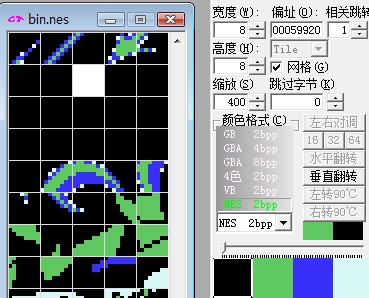 CT bin.nes
宽度(W): 偏址(O): 相关跳转
8 00059920 1
高度(H):
8 Tile
网格(G)
缩放(S) 跳过字节(K)
400 0
颜色格式(C)
GB 2bpp
GBA 4bpp
GBA 8bpp
4色 2bpp
VB 2bpp
NES 2bpp
NES 2bpp
左右对调
16 32 64
水平翻转
垂直翻转
左转90℃
右转90℃